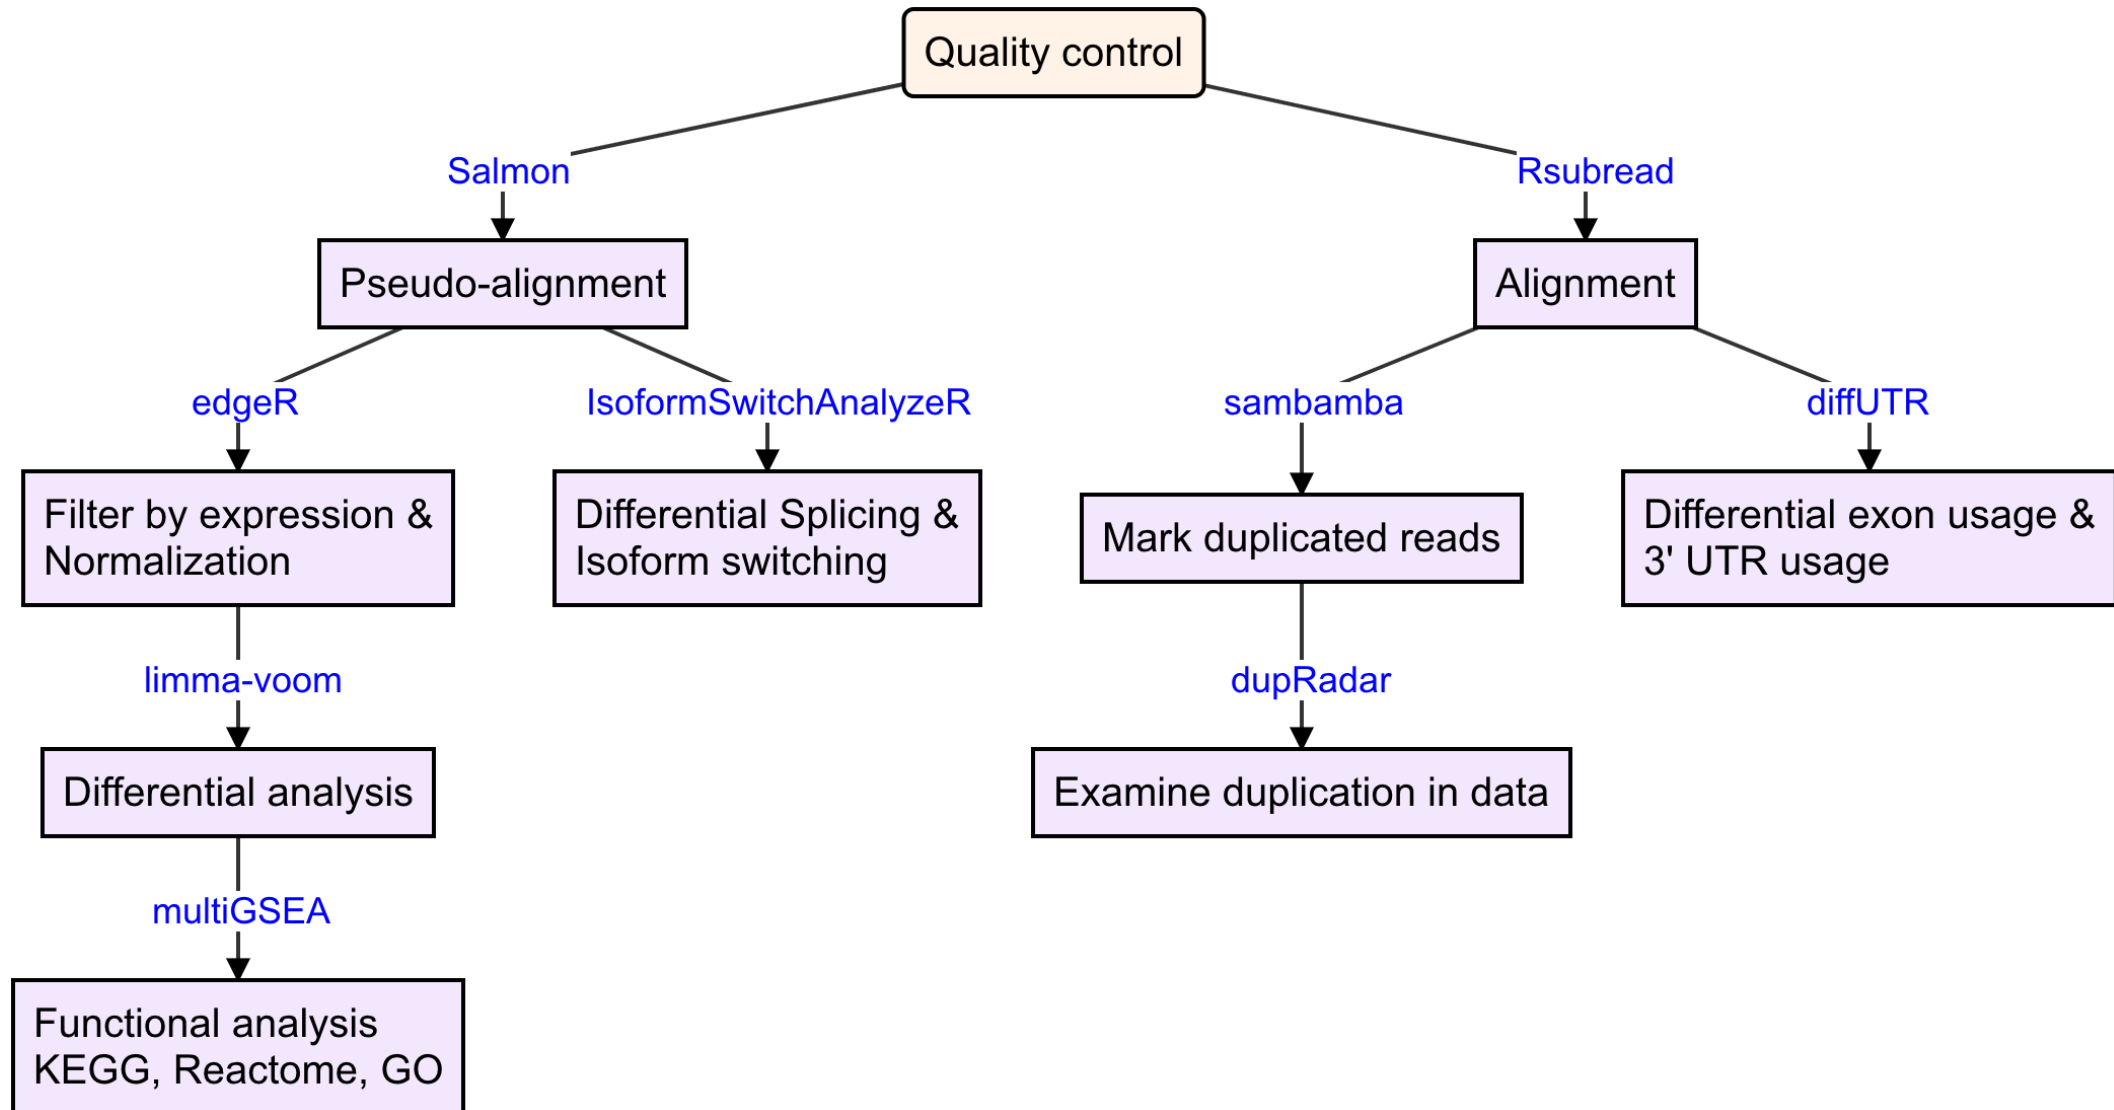 Quality control
Salmon
Rsubread
Pseudo-alignment
Alignment
edgeR
IsoformSwitchAnalyzeR
sambamba
diffUTR
Filter by expression &
Normalization
Differential Splicing &
Isoform switching
Mark duplicated reads
Differential exon usage &
3' UTR usage
limma-voom
dupRadar
Differential analysis
Examine duplication in data
multiGSEA
Functional analysis
KEGG, Reactome, GO